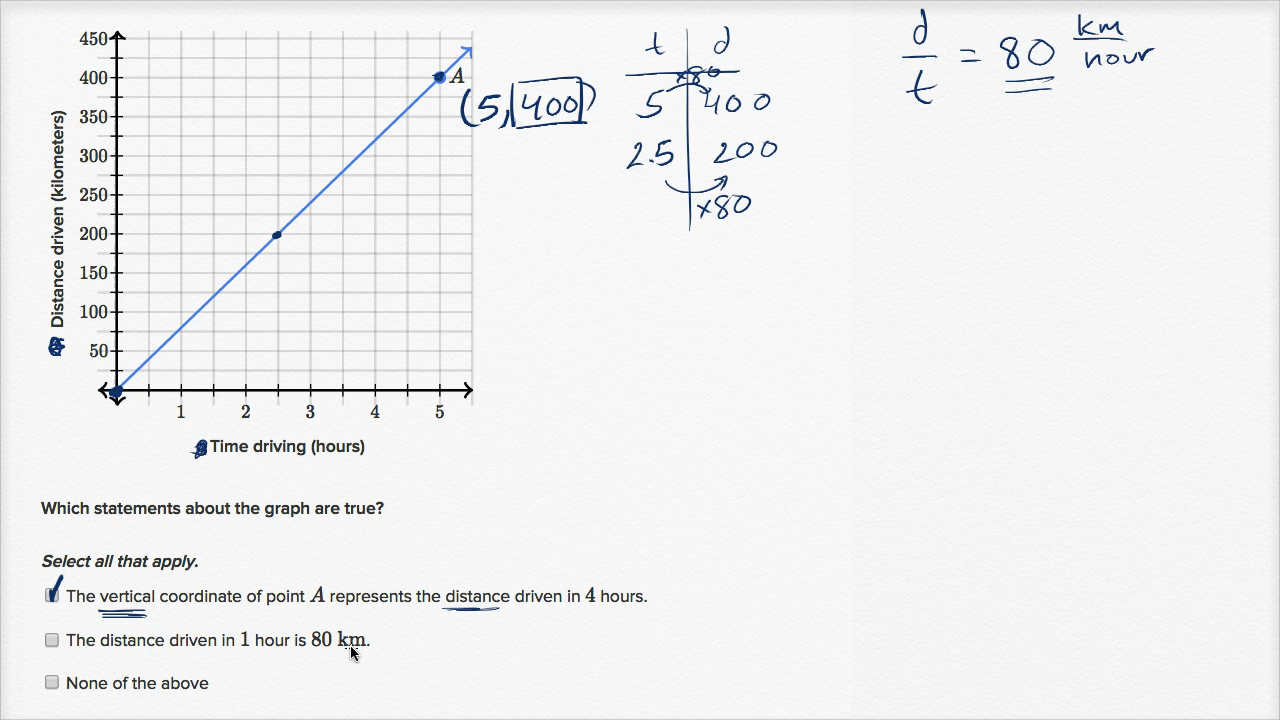 450
400
350
300
250
200
150
100
50
1 2 3 4 5
Distance driven (kilometers)
Time driving (hours)
A
(5, 400)
t d
×80
5 400
2.5 200
×80
d/t = 80 km/hour
Which statements about the graph are true?
Select all that apply.
The vertical coordinate of point A represents the distance driven in 4 hours.
The distance driven in 1 hour is 80 km.
None of the above